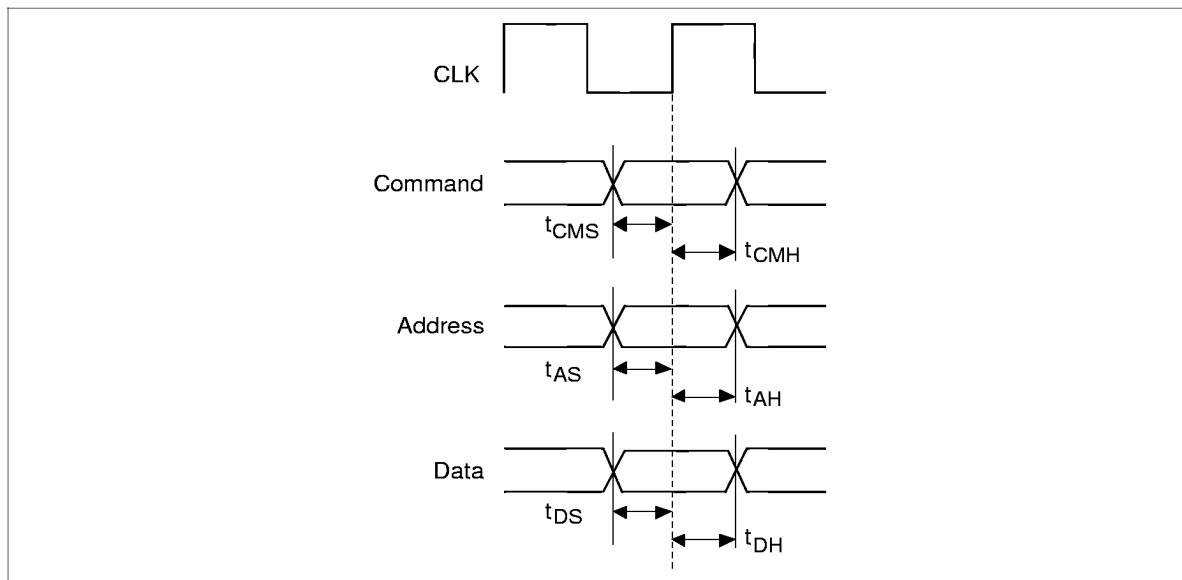 CLK
Command
tCMS
tCMH
Address
tAS
tAH
Data
tDS
tDH